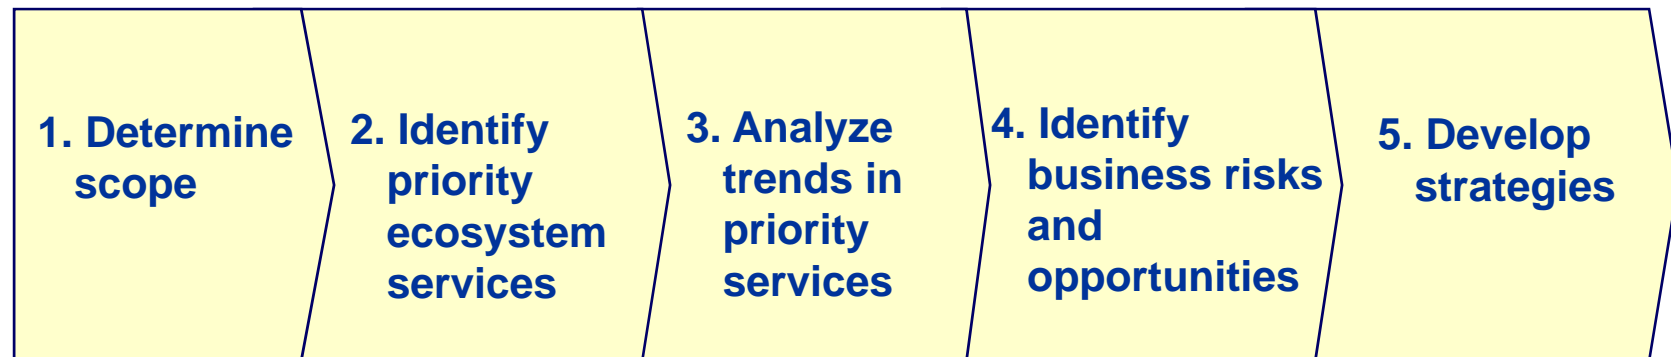 1. Determine
scope
2. Identify
priority
ecosystem
services
3. Analyze
trends in
priority
services
4. Identify
business risks
and
opportunities
5. Develop
strategies